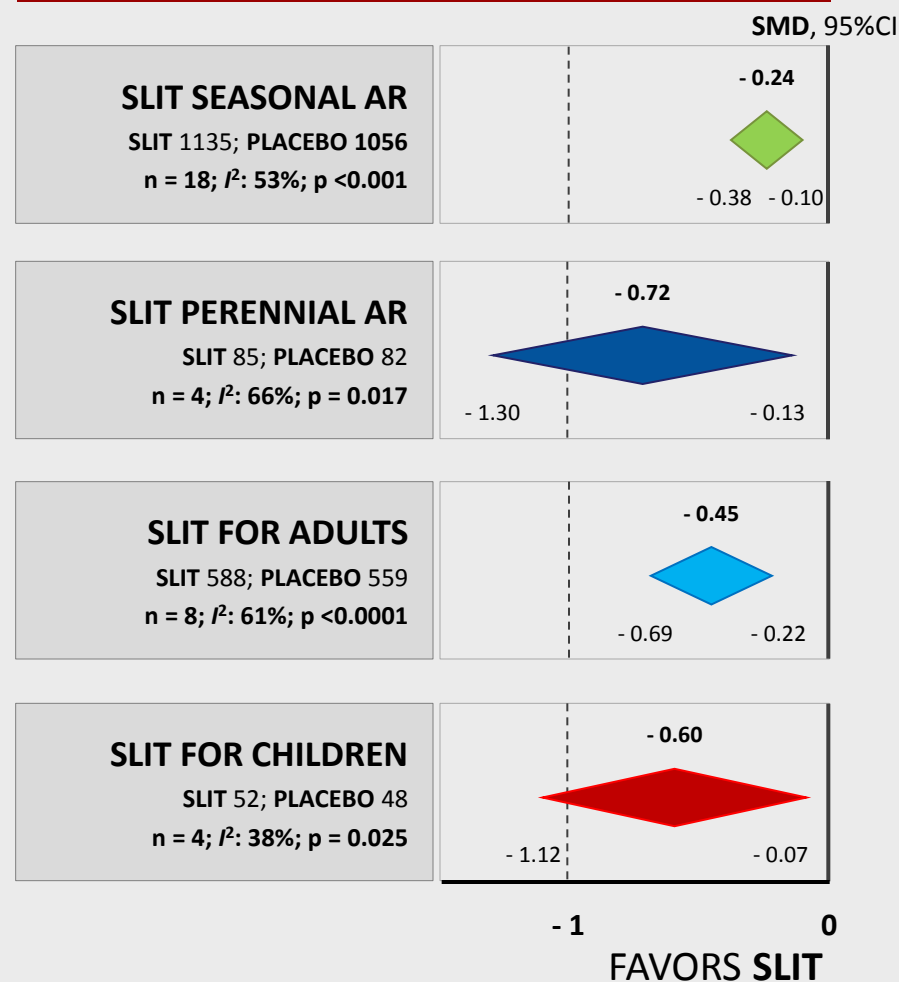 SMD, 95%CI
SLIT SEASONAL AR
SLIT 1135; PLACEBO 1056
n = 18; I²: 53%; p <0.001
- 0.24
- 0.38 - 0.10
SLIT PERENNIAL AR
SLIT 85; PLACEBO 82
n = 4; I²: 66%; p = 0.017
- 0.72
- 1.30 - 0.13
SLIT FOR ADULTS
SLIT 588; PLACEBO 559
n = 8; I²: 61%; p <0.0001
- 0.45
- 0.69 - 0.22
SLIT FOR CHILDREN
SLIT 52; PLACEBO 48
n = 4; I²: 38%; p = 0.025
- 0.60
- 1.12 - 0.07
- 1 0
FAVORS SLIT